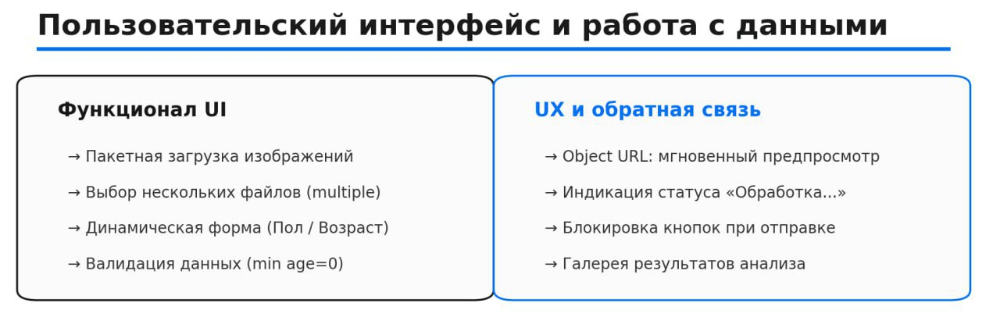 Пользовательский интерфейс и работа с данными
Функционал UI
→ Пакетная загрузка изображений
→ Выбор нескольких файлов (multiple)
→ Динамическая форма (Пол / Возраст)
→ Валидация данных (min age=0)
UX и обратная связь
→ Object URL: мгновенный предпросмотр
→ Индикация статуса «Обработка...»
→ Блокировка кнопок при отправке
→ Галерея результатов анализа